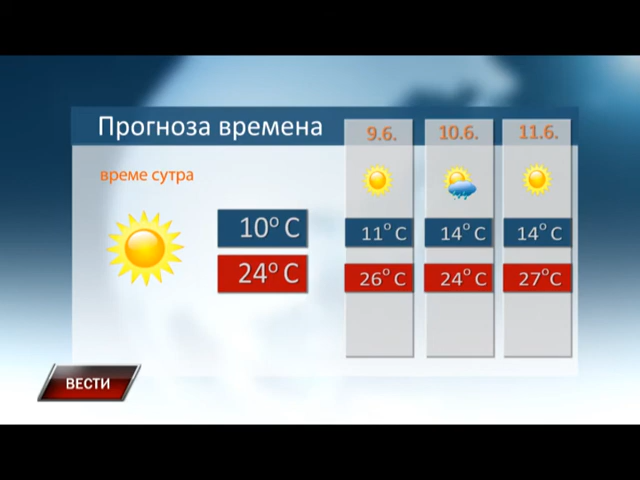 Прогноза времена
време сутра
10° C
24° C
9.6.
11° C
26° C
10.6.
14° C
24° C
11.6.
14° C
27°C
ВЕСТИ